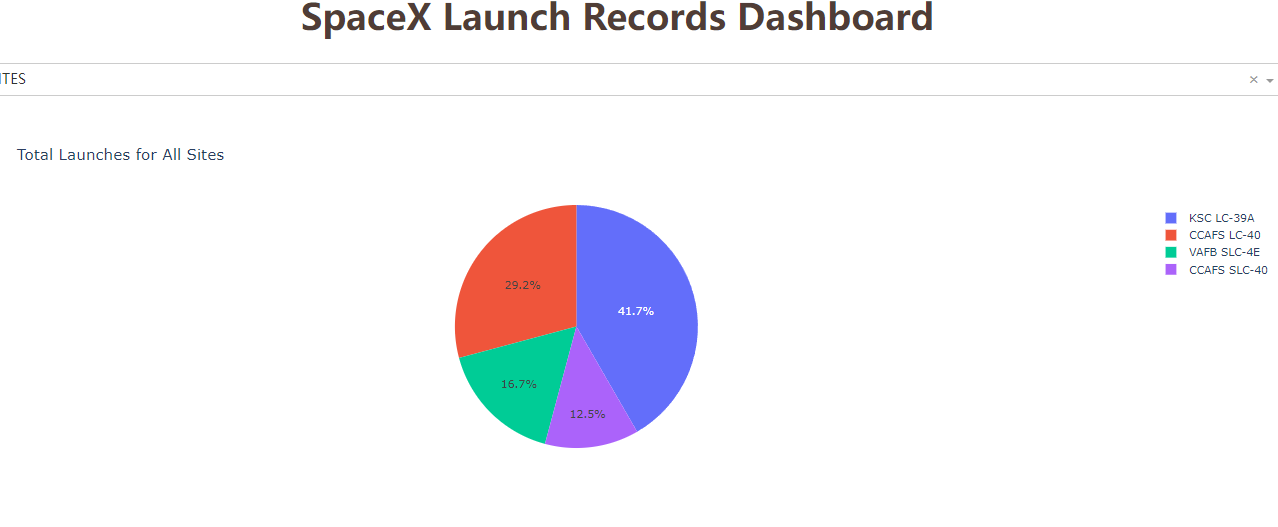 SpaceX Launch Records Dashboard
ITES
Total Launches for All Sites
KSC LC-39A
CCAFS LC-40
VAFB SLC-4E
CCAFS SLC-40
29.2%
41.7%
16.7%
12.5%